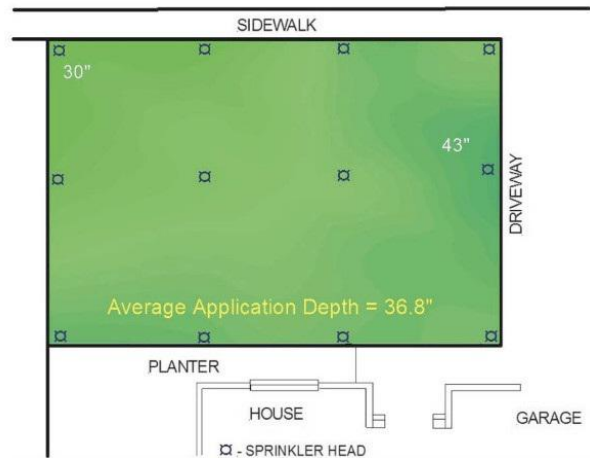 SIDEWALK
30"
43"
DRIVEWAY
Average Application Depth = 36.8"
PLANTER
HOUSE
GARAGE
- SPRINKLER HEAD